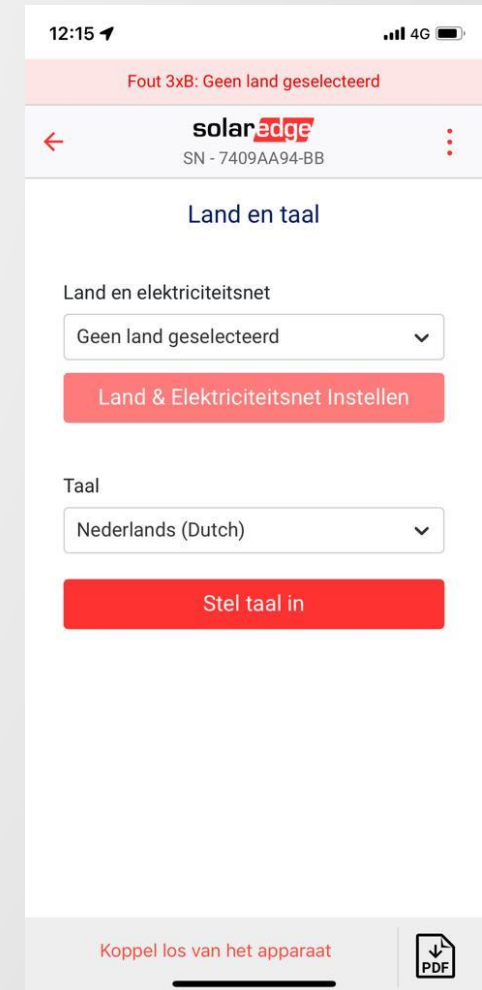 12:15
4G
Fout 3xB: Geen land geselecteerd
solaredge
SN - 7409AA94-BB
Land en taal
Land en elektriciteitsnet
Geen land geselecteerd
Land & Elektriciteitsnet Instellen
Taal
Nederlands (Dutch)
Stel taal in
Koppel los van het apparaat
PDF